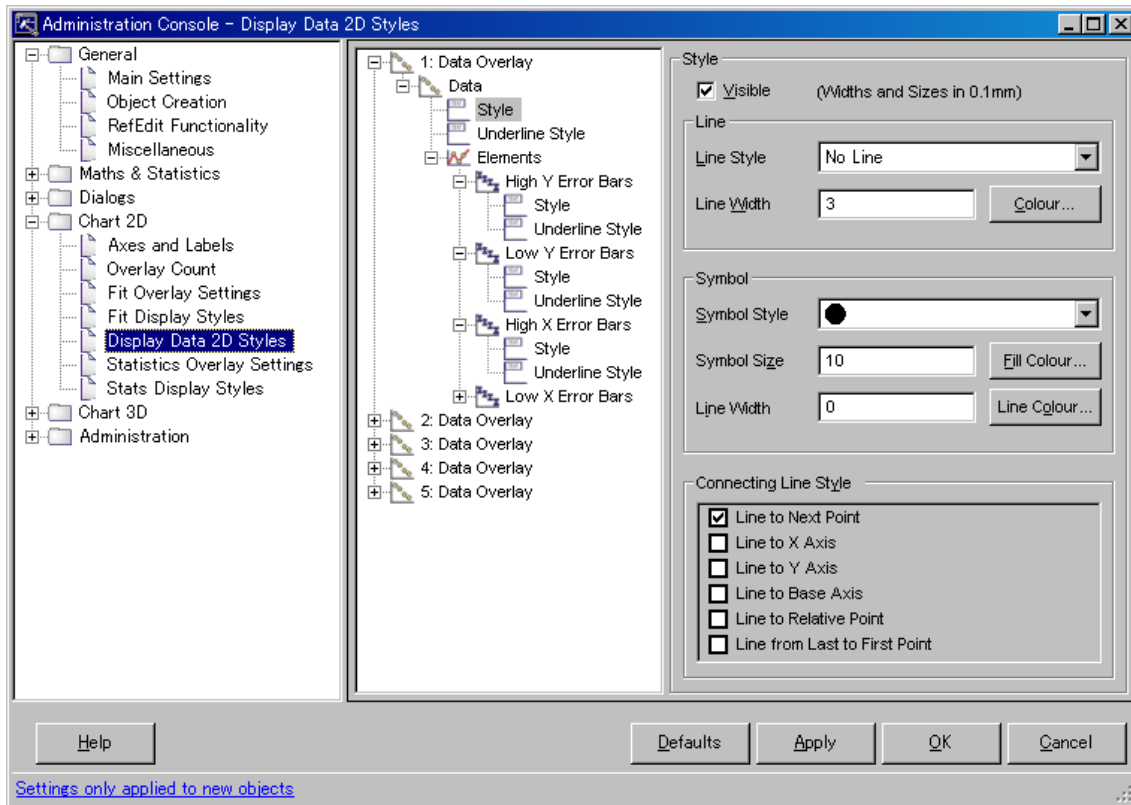 Administration Console - Display Data 2D Styles
General
Main Settings
Object Creation
RefEdit Functionality
Miscellaneous
Maths & Statistics
Dialogs
Chart 2D
Axes and Labels
Overlay Count
Fit Overlay Settings
Fit Display Styles
Display Data 2D Styles
Statistics Overlay Settings
Stats Display Styles
Chart 3D
Administration
1: Data Overlay
Data
Style
Underline Style
Elements
High Y Error Bars
Style
Underline Style
Low Y Error Bars
Style
Underline Style
High X Error Bars
Style
Underline Style
Low X Error Bars
2: Data Overlay
3: Data Overlay
4: Data Overlay
5: Data Overlay
Style
Visible (Widths and Sizes in 0.1mm)
Line
Line Style No Line
Line Width 3 Colour...
Symbol
Symbol Style
Symbol Size 10 Fill Colour...
Line Width 0 Line Colour...
Connecting Line Style
Line to Next Point
Line to X Axis
Line to Y Axis
Line to Base Axis
Line to Relative Point
Line from Last to First Point
Help Defaults Apply OK Cancel
Settings only applied to new objects